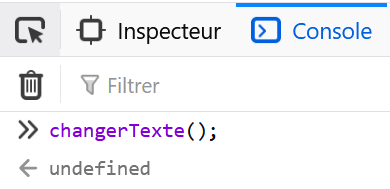 Inspecteur Console
Filtrer
changerTexte();
undefined